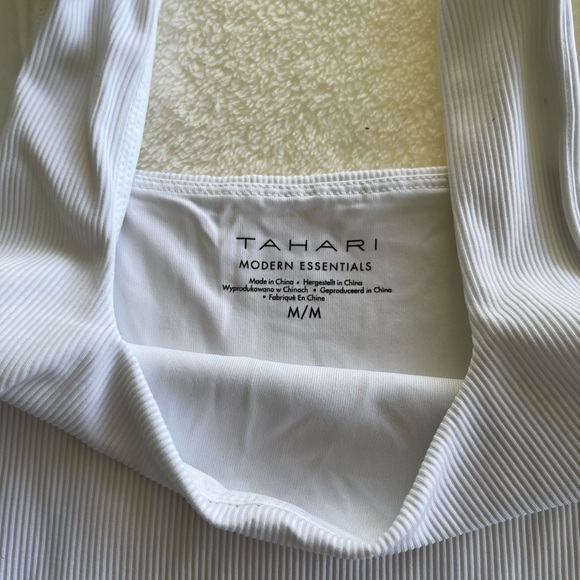 TAHARI
MODERN ESSENTIALS
Made in China • Hergestellt in China
Wyprodukowano w Chinach • Geproduceerd in China
• Fabriqué En Chine
M/M